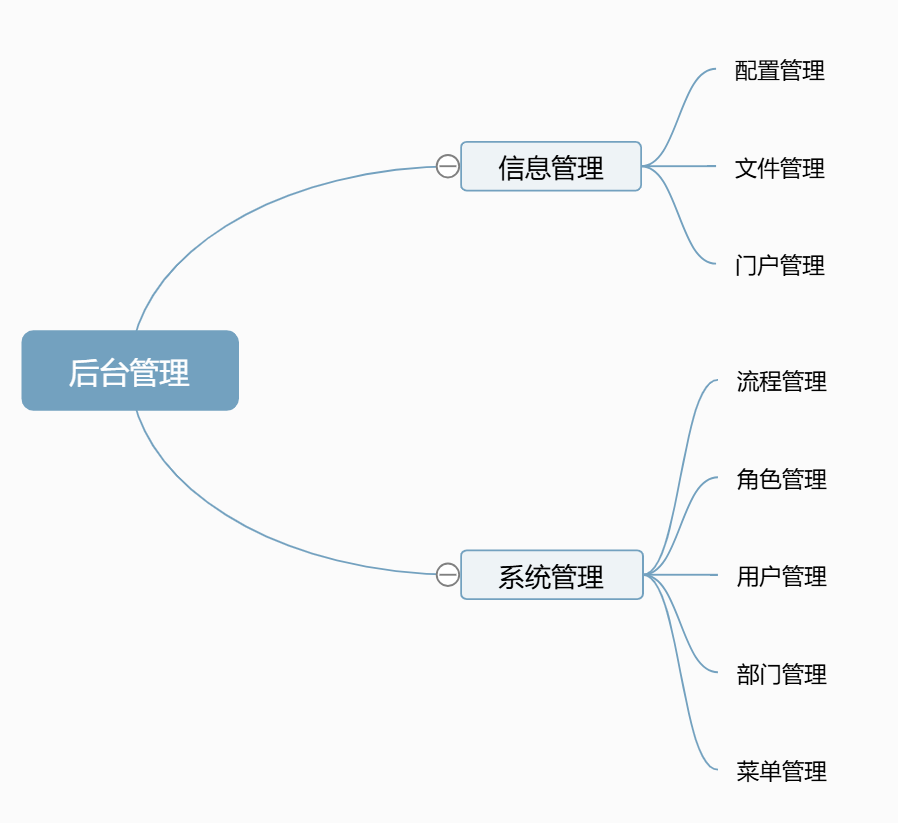 后台管理
信息管理
配置管理
文件管理
门户管理
系统管理
流程管理
角色管理
用户管理
部门管理
菜单管理